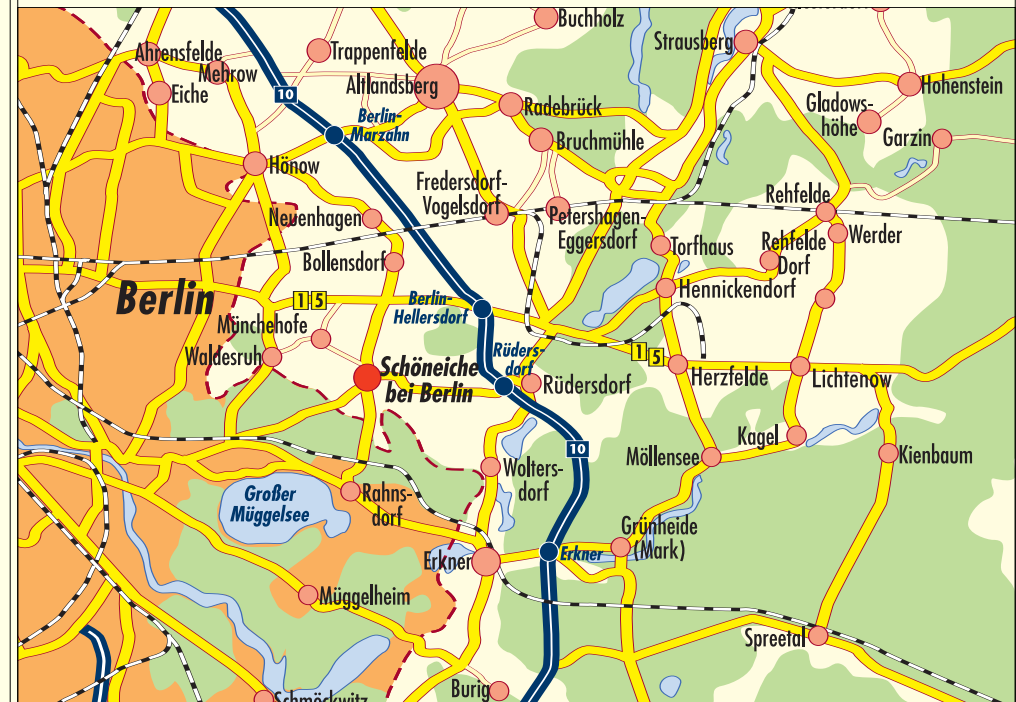 Buchholz
Strausberg
Ahrensfelde
Trappenfelde
Mehrow
Altlandsberg
Hohenstein
Eiche
10
Radebrück
Gladows-
höhe
Berlin-
Marzahn
Bruchmühle
Garzin
Hönow
Fredersdorf-
Vogelsdorf
Rehfelde
Neuenhagen
Petershagen-
Eggersdorf
Torfhaus
Rehfelde
Dorf
Werder
Bollensdorf
Hennickendorf
Berlin
1 5
Berlin-
Hellersdorf
Münchehofe
Waldesruh
Rüders-
dorf
1 5
Schöneiche
bei Berlin
Rüdersdorf
Herzfelde
Lichtenow
10
Kagel
Möllensee
Kienbaum
Wolters-
dorf
Großer
Müggelsee
Rahns-
dorf
Grünheide
(Mark)
Erkner
Erkner
Müggelheim
Spreetal
Burig
Schmöckwitz